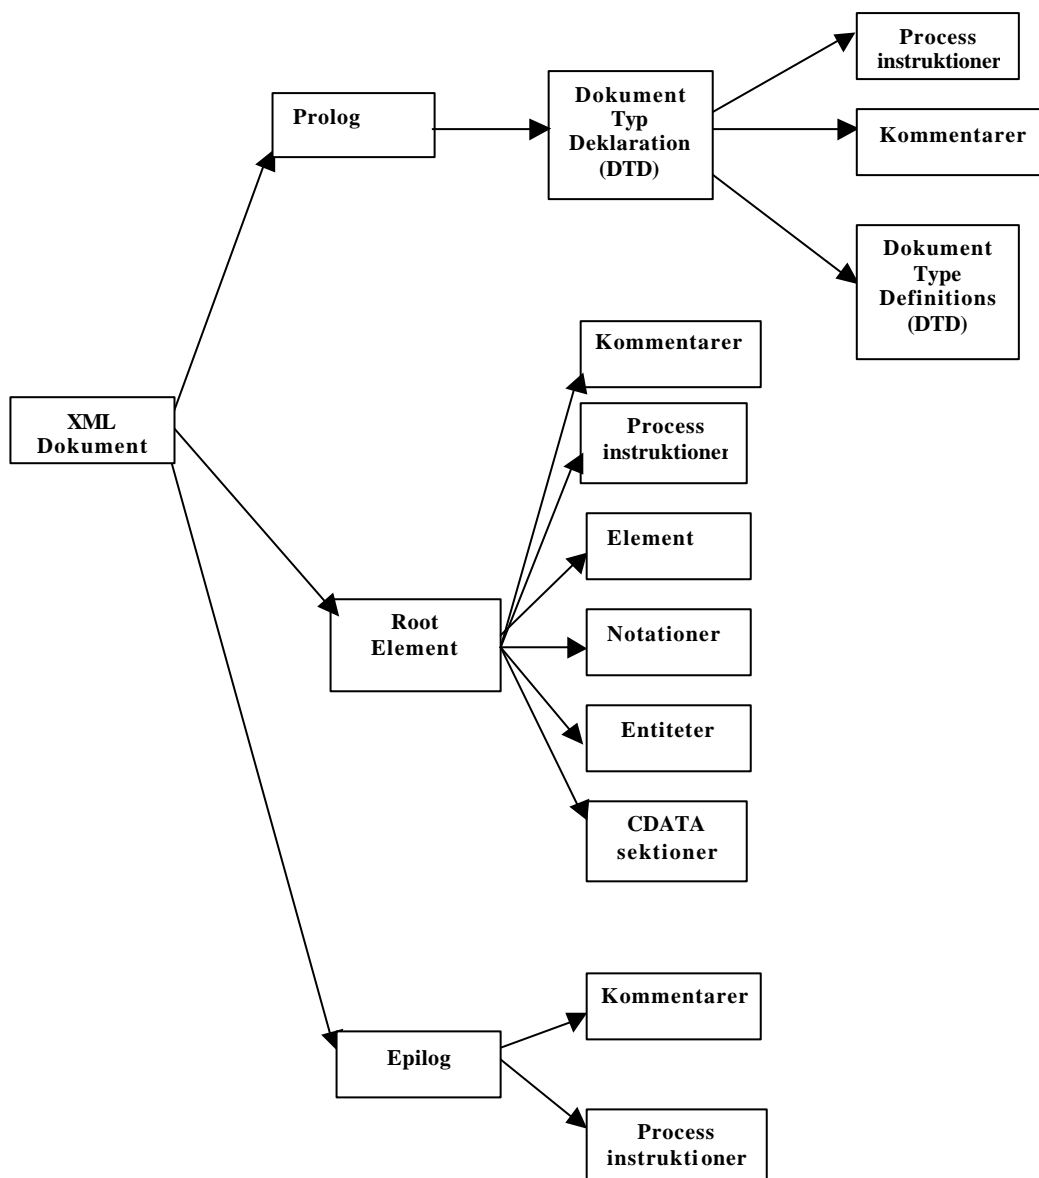 Process
instruktioner
Dokument
Typ
Deklaration
(DTD)
Prolog
Kommentarer
Dokument
Type
Definitions
(DTD)
Kommentarer
XML
Dokument
Process
instruktioner
Element
Root
Element
Notationer
Entiteter
CDATA
sektioner
Kommentarer
Epilog
Process
instruktioner